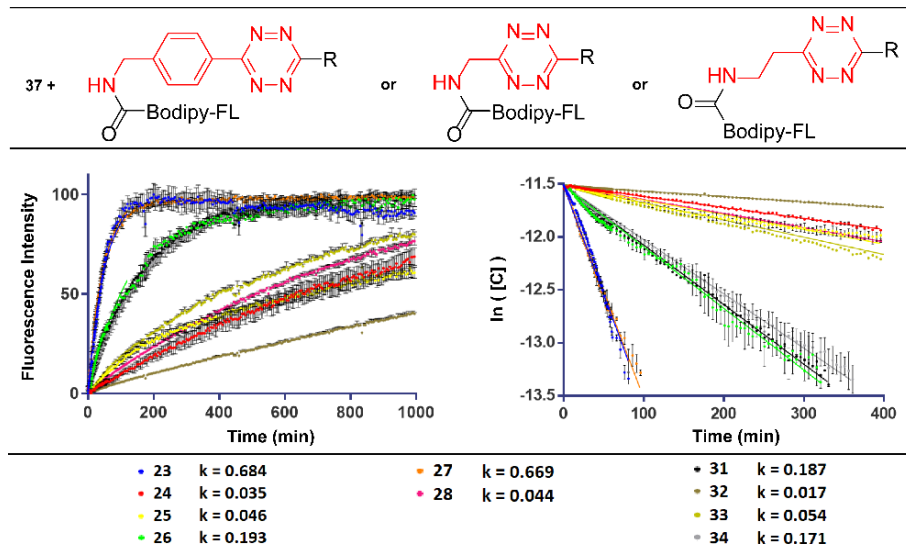 37 +
N=N
N-N
R
HN
O
Bodipy-FL
or
N=N
N-N
R
HN
O
Bodipy-FL
or
N=N
N-N
R
NH
O
Bodipy-FL
Fluorescence Intensity
100
50
0
0 200 400 600 800 1000
Time (min)
ln ( [C] )
-11.5
-12.0
-12.5
-13.0
-13.5
0 100 200 300 400
Time (min)
23 k = 0.684
24 k = 0.035
25 k = 0.046
26 k = 0.193
27 k = 0.669
28 k = 0.044
31 k = 0.187
32 k = 0.017
33 k = 0.054
34 k = 0.171